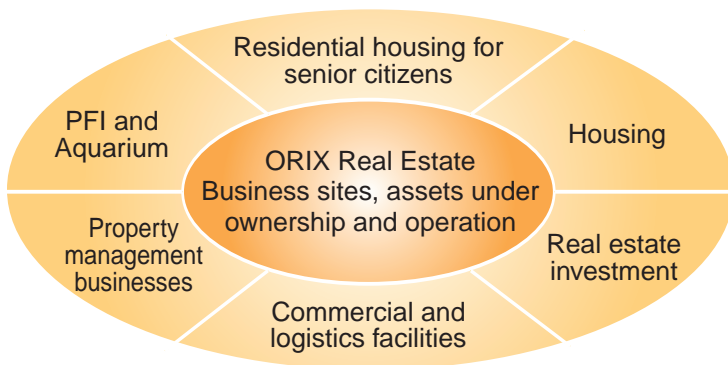 Residential housing for
senior citizens
PFI and
Aquarium
Housing
ORIX Real Estate
Business sites, assets under
ownership and operation
Property
management
businesses
Real estate
investment
Commercial and
logistics facilities